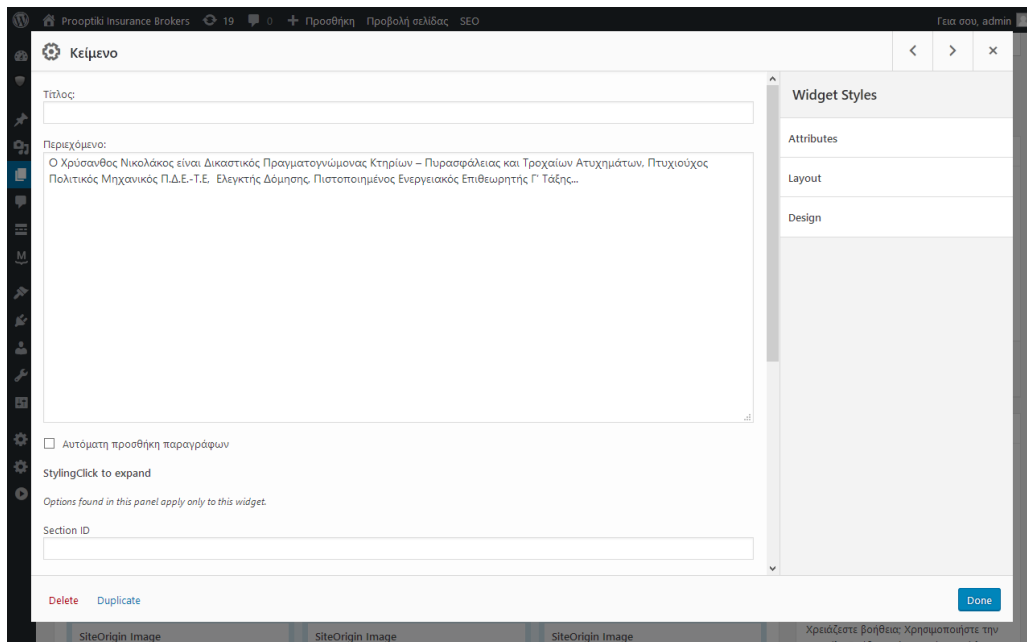 Prooptiki Insurance Brokers 19 0 Προσθήκη Προβολή σελίδας SEO Γεια σου, admin
Κείμενο
Τίτλος:
Widget Styles
Περιεχόμενο:
Attributes
Ο Χρύσανθος Νικολάκος είναι Δικαστικός Πραγματογνώμονας Κτηρίων – Πυρασφάλειας και Τροχαίων Ατυχημάτων, Πτυχιούχος
Πολιτικός Μηχανικός Π.Δ.Ε.-Τ.Ε, Ελεγκτής Δόμησης, Πιστοποιημένος Ενεργειακός Επιθεωρητής Γ' Τάξης...
Layout
Design
Αυτόματη προσθήκη παραγράφων
StylingClick to expand
Options found in this panel apply only to this widget.
Section ID
Delete Duplicate Done
SiteOrigin Image SiteOrigin Image SiteOrigin Image
Χρειάζεστε βοήθεια; Χρησιμοποιήστε την